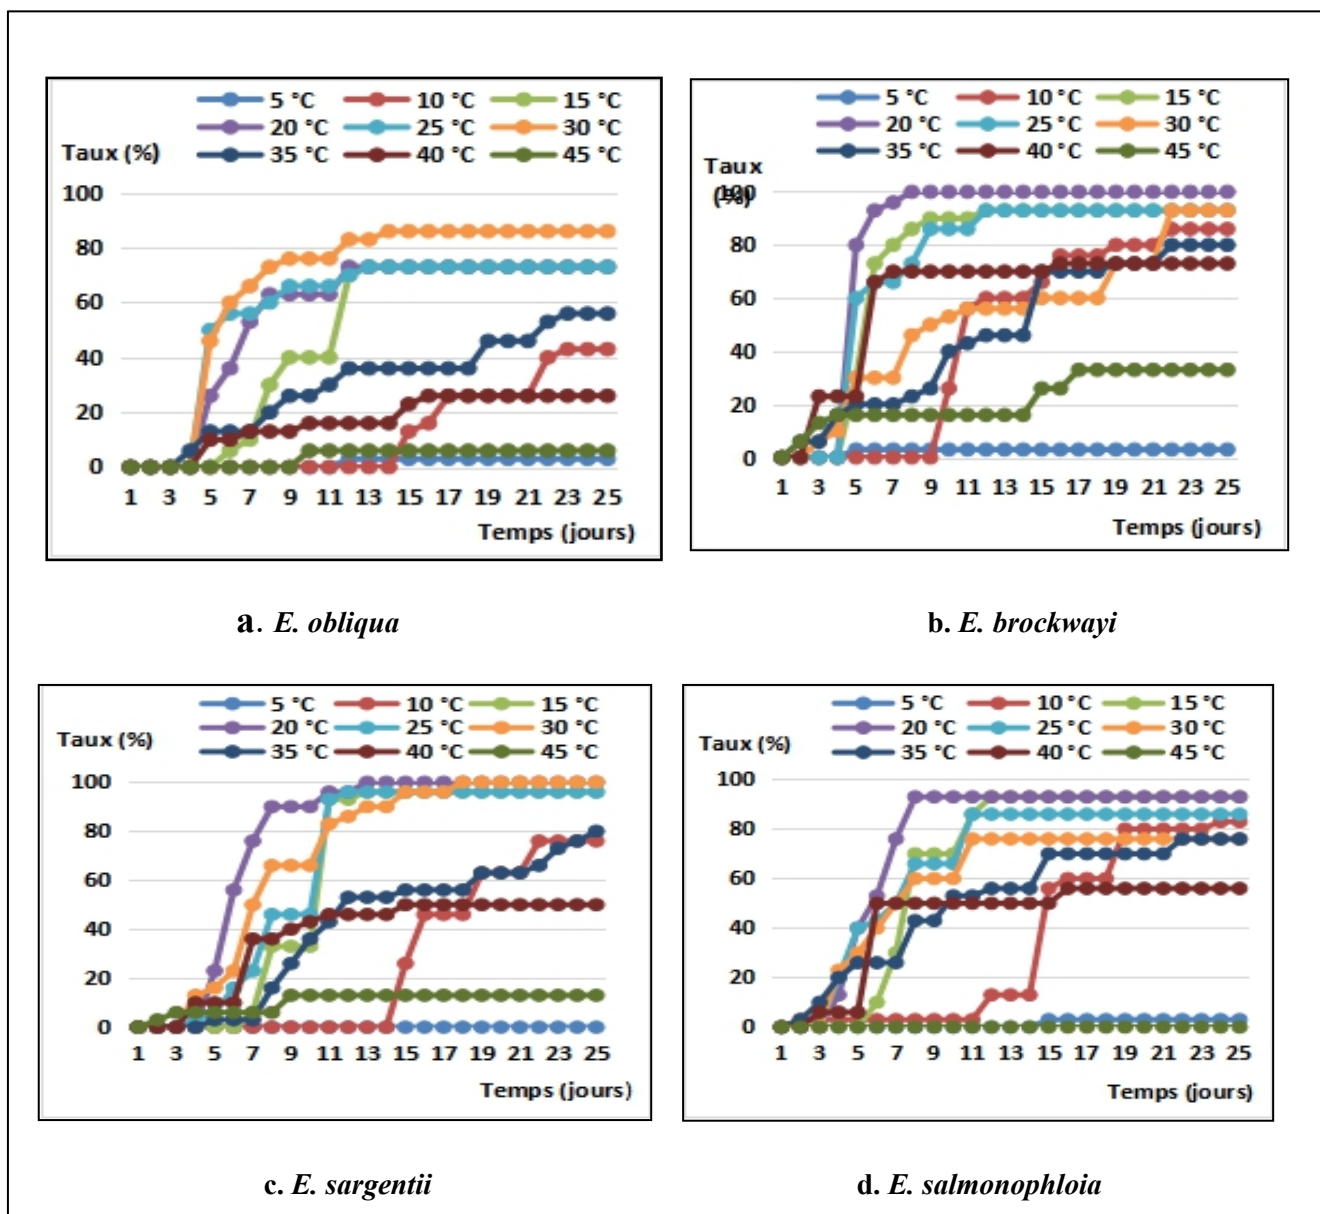 5 °C 10 °C 15 °C
20 °C 25 °C 30 °C
Taux (%) 35 °C 40 °C 45 °C
100
80
60
40
20
0
1 3 5 7 9 11 13 15 17 19 21 23 25
Temps (jours)
a. E. obliqua
5 °C 10 °C 15 °C
20 °C 25 °C 30 °C
35 °C 40 °C 45 °C
Taux
(%)
100
80
60
40
20
0
1 3 5 7 9 11 13 15 17 19 21 23 25
Temps (jours)
b. E. brockwayi
5 °C 10 °C 15 °C
20 °C 25 °C 30 °C
Taux (%) 35 °C 40 °C 45 °C
100
80
60
40
20
0
1 3 5 7 9 11 13 15 17 19 21 23 25
Temps (jours)
c. E. sargentii
5 °C 10 °C 15 °C
20 °C 25 °C 30 °C
Taux (%) 35 °C 40 °C 45 °C
100
80
60
40
20
0
1 3 5 7 9 11 13 15 17 19 21 23 25
Temps (jours)
d. E. salmonophloia